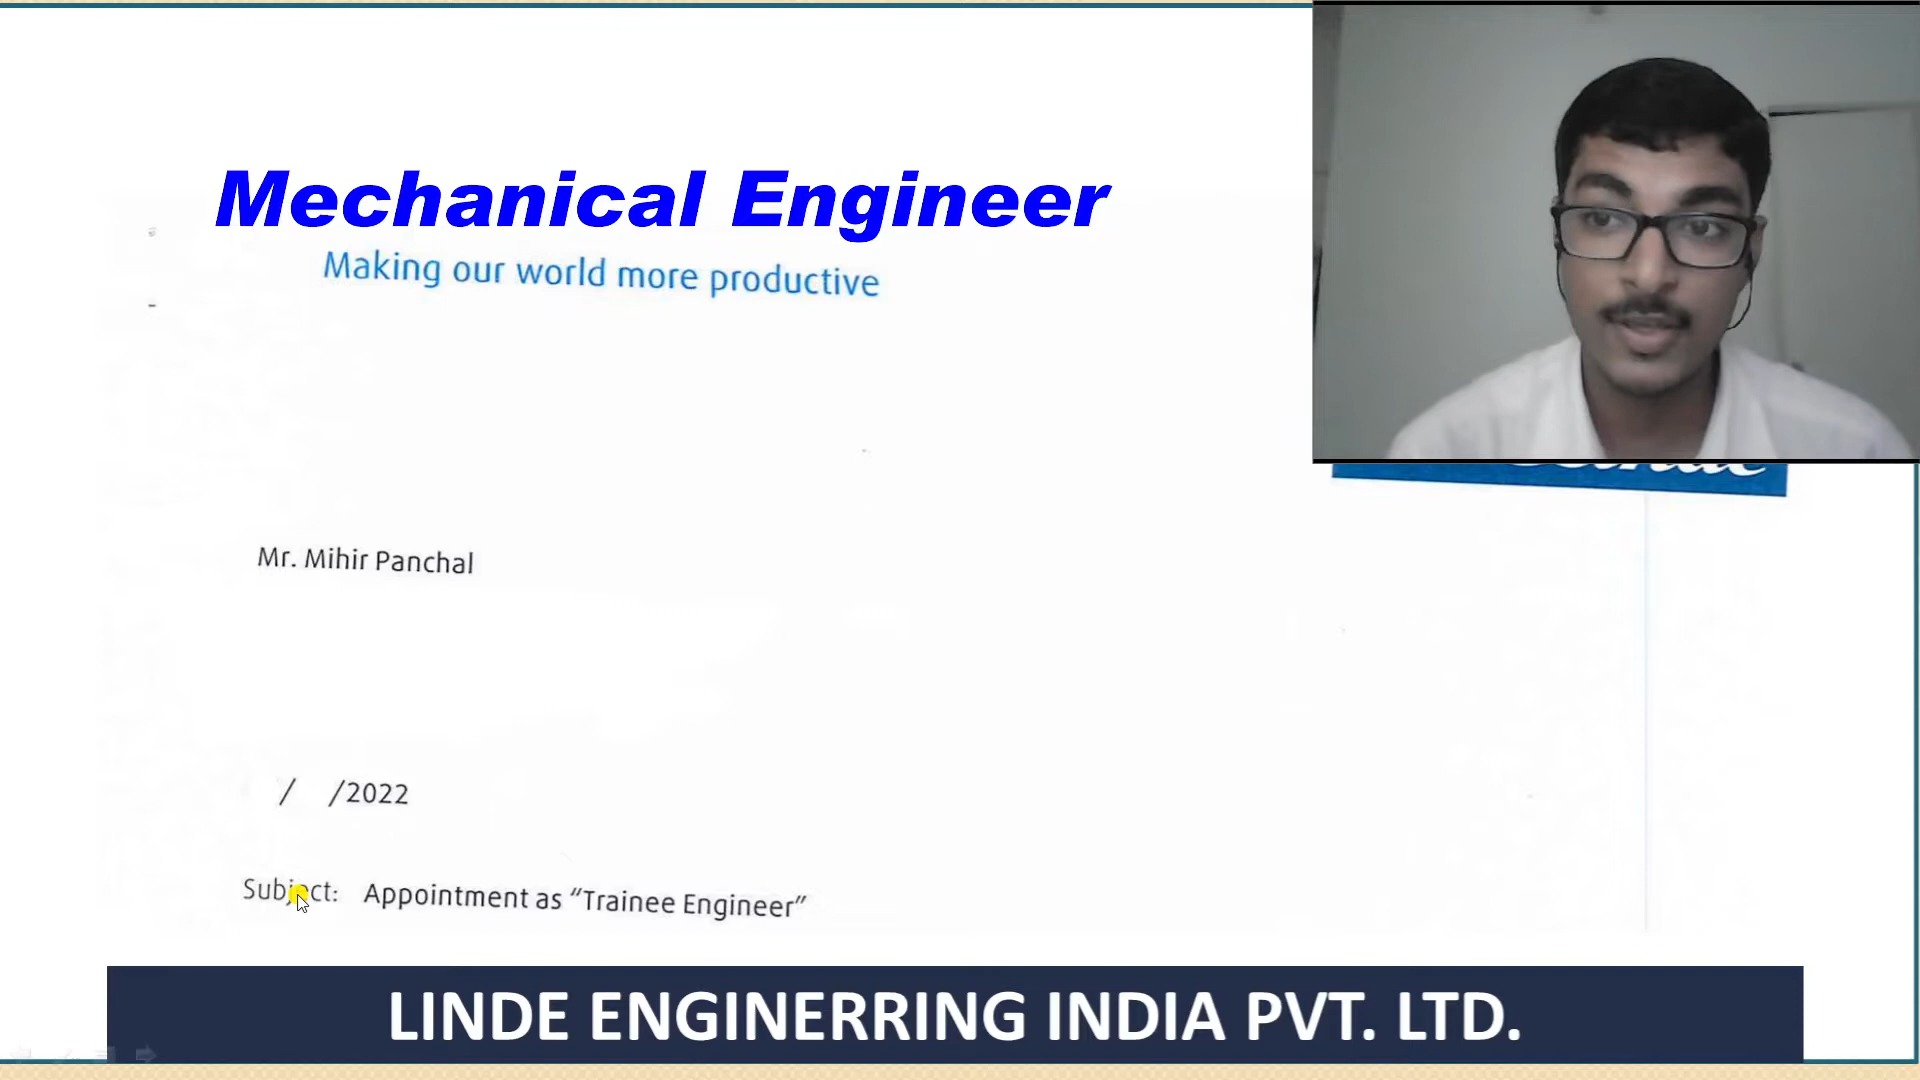 Mechanical Engineer
Making our world more productive
Mr. Mihir Panchal
/ /2022
Subject: Appointment as “Trainee Engineer”
LINDE ENGINERRING INDIA PVT. LTD.